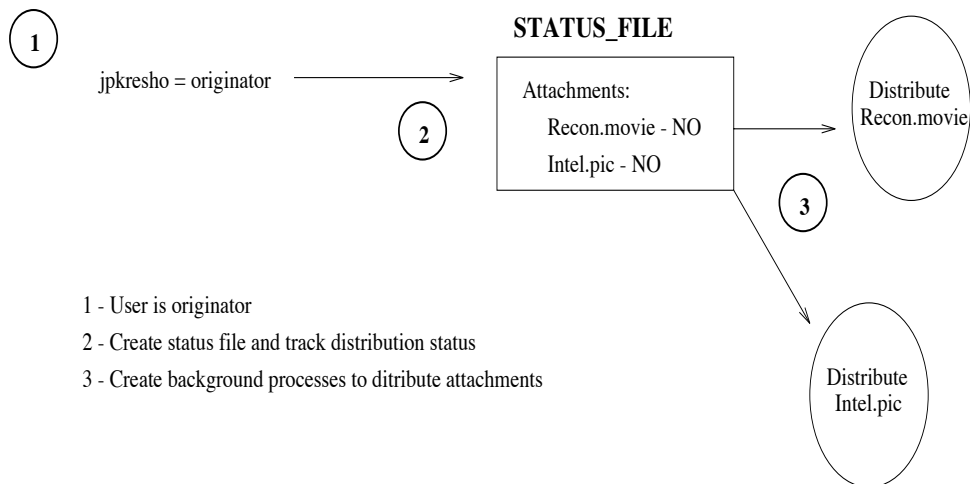 1
STATUS_FILE
jpkresho = originator
2
Attachments:
Recon.movie - NO
Intel.pic - NO
Distribute
Recon.movie
3
1 - User is originator
2 - Create status file and track distribution status
3 - Create background processes to ditribute attachments
Distribute
Intel.pic